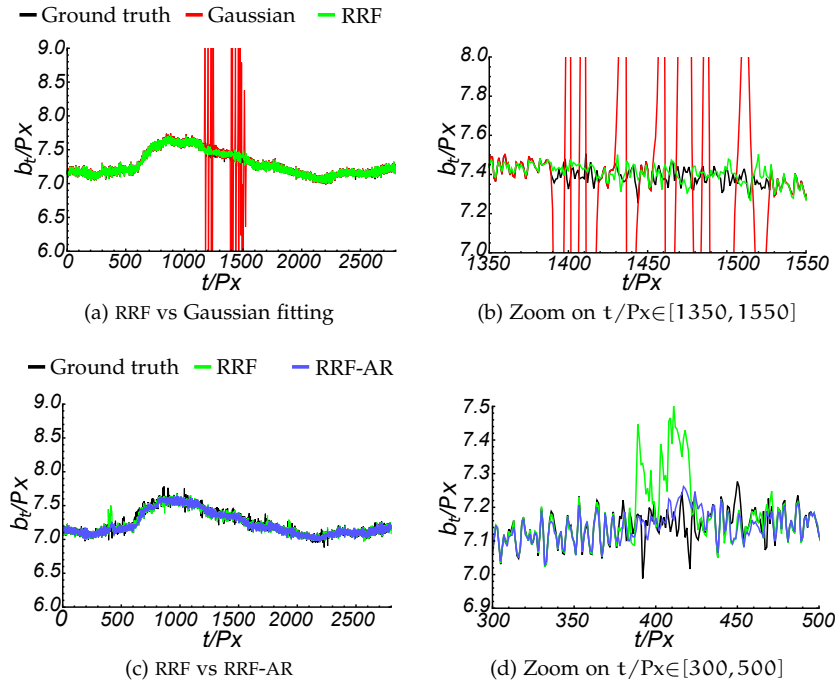 Ground truth Gaussian RRF
9.0
8.5
8.0
7.5
7.0
6.5
6.0
b_t/Px
0 500 1000 1500 2000 2500
t/Px
(a) RRF vs Gaussian fitting
8.0
7.8
7.6
7.4
7.2
7.0
b_t/Px
1350 1400 1450 1500 1550
t/Px
(b) Zoom on t/Px∈[1350, 1550]
Ground truth RRF RRF-AR
9.0
8.5
8.0
7.5
7.0
6.5
6.0
b_t/Px
0 500 1000 1500 2000 2500
t/Px
(c) RRF vs RRF-AR
7.5
7.4
7.3
7.2
7.1
7.0
6.9
b_t/Px
300 350 400 450 500
t/Px
(d) Zoom on t/Px∈[300, 500]